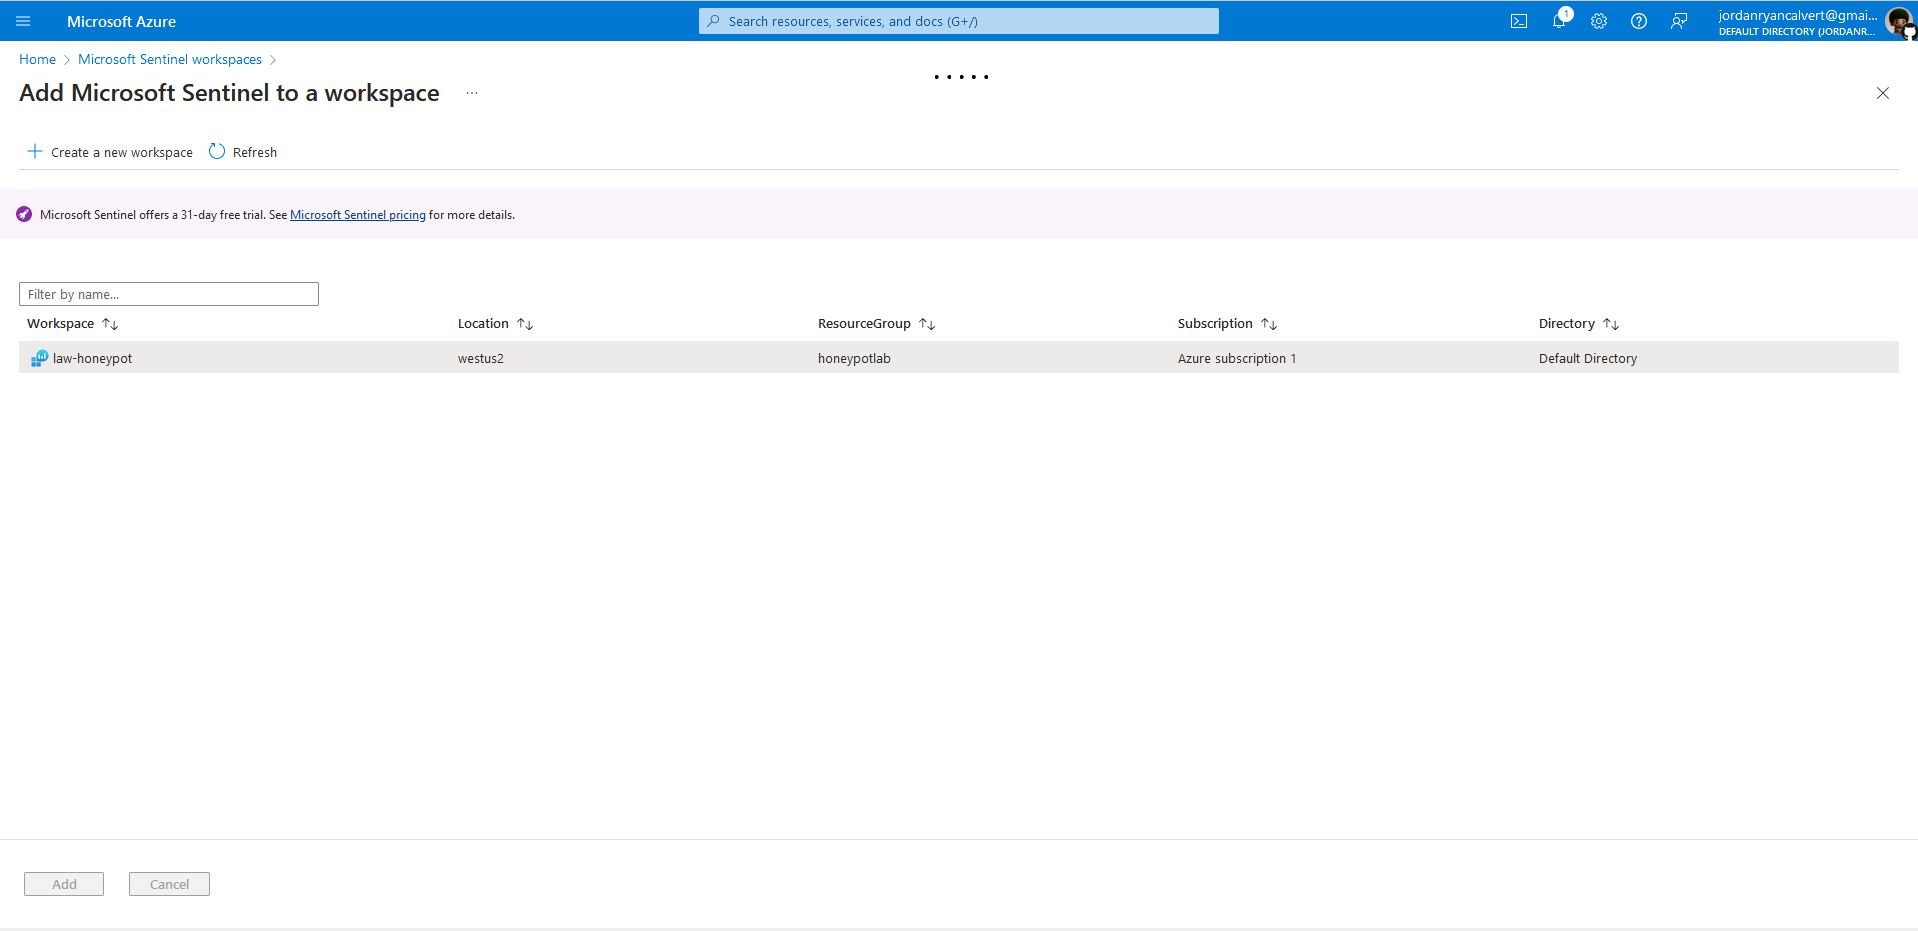 Microsoft Azure
Search resources, services, and docs (G+/)
1
jordanryancalvert@gmai...
DEFAULT DIRECTORY (JORDANR...
Home > Microsoft Sentinel workspaces >
Add Microsoft Sentinel to a workspace ...
Create a new workspace Refresh
Microsoft Sentinel offers a 31-day free trial. See Microsoft Sentinel pricing for more details.
Filter by name...
Workspace Location ResourceGroup Subscription Directory
law-honeypot westus2 honeypotlab Azure subscription 1 Default Directory
Add Cancel